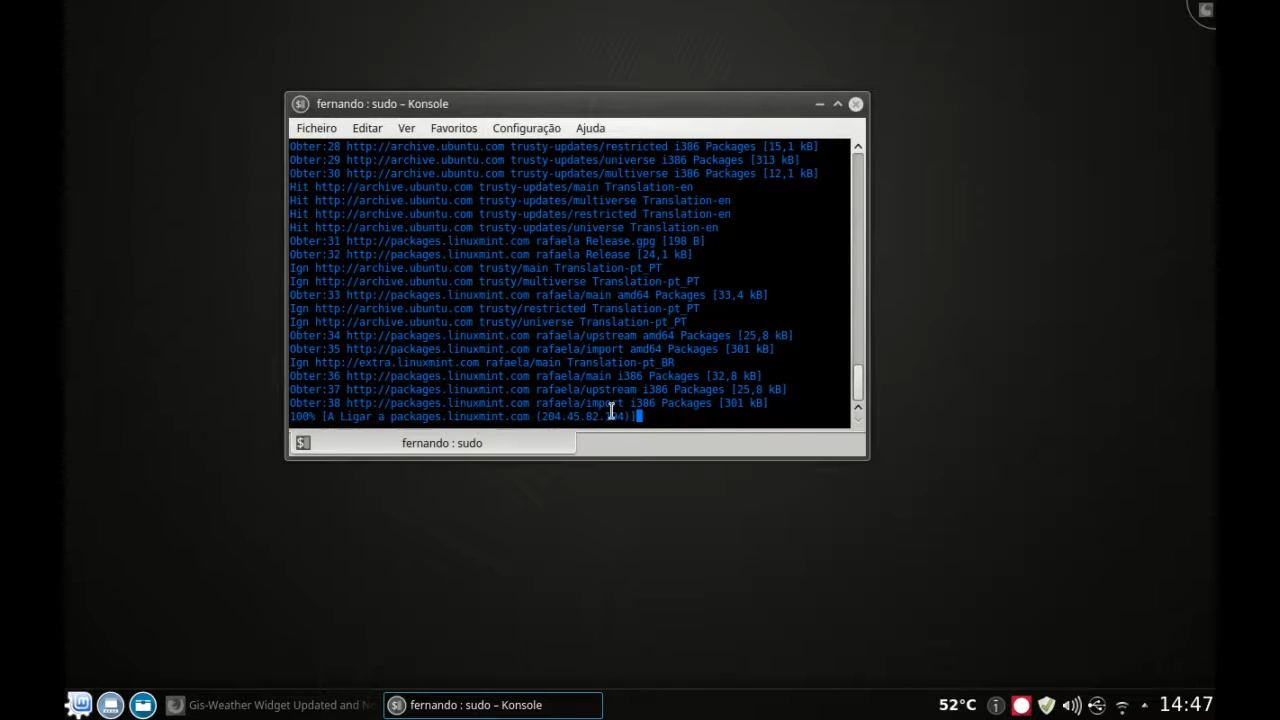 fernando : sudo – Konsole
Ficheiro Editar Ver Favoritos Configuração Ajuda
Obter:28 http://archive.ubuntu.com trusty-updates/restricted i386 Packages [15,1 kB]
Obter:29 http://archive.ubuntu.com trusty-updates/universe i386 Packages [313 kB]
Obter:30 http://archive.ubuntu.com trusty-updates/multiverse i386 Packages [12,1 kB]
Hit http://archive.ubuntu.com trusty-updates/main Translation-en
Hit http://archive.ubuntu.com trusty-updates/multiverse Translation-en
Hit http://archive.ubuntu.com trusty-updates/restricted Translation-en
Hit http://archive.ubuntu.com trusty-updates/universe Translation-en
Obter:31 http://packages.linuxmint.com rafaela Release.gpg [198 B]
Obter:32 http://packages.linuxmint.com rafaela Release [24,1 kB]
Ign http://archive.ubuntu.com trusty/main Translation-pt_PT
Ign http://archive.ubuntu.com trusty/multiverse Translation-pt_PT
Obter:33 http://packages.linuxmint.com rafaela/main amd64 Packages [33,4 kB]
Ign http://archive.ubuntu.com trusty/restricted Translation-pt_PT
Ign http://archive.ubuntu.com trusty/universe Translation-pt_PT
Obter:34 http://packages.linuxmint.com rafaela/upstream amd64 Packages [25,8 kB]
Obter:35 http://packages.linuxmint.com rafaela/import amd64 Packages [301 kB]
Ign http://extra.linuxmint.com rafaela/main Translation-pt_BR
Obter:36 http://packages.linuxmint.com rafaela/main i386 Packages [32,8 kB]
Obter:37 http://packages.linuxmint.com rafaela/upstream i386 Packages [25,8 kB]
Obter:38 http://packages.linuxmint.com rafaela/import i386 Packages [301 kB]
100% [A Ligar a packages.linuxmint.com
fernando : sudo
Gis-Weather Widget Updated and
fernando : sudo – Konsole
52°C
14:47